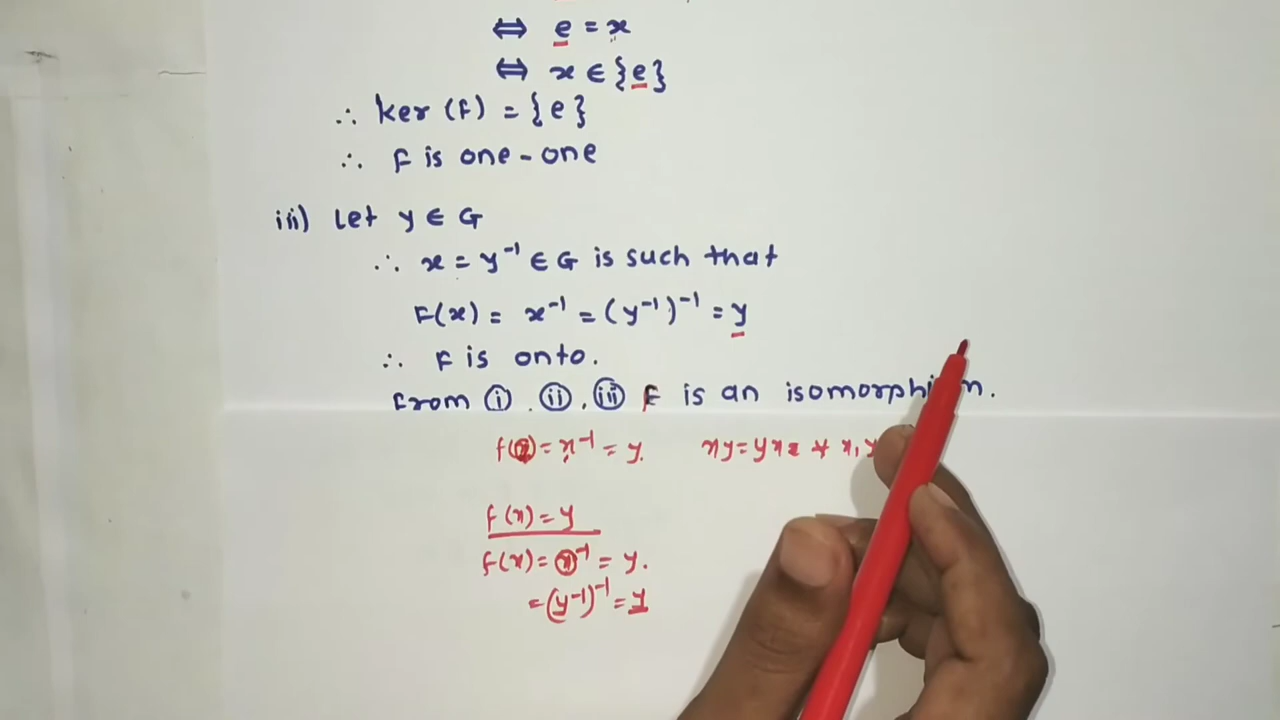 ⇔ e = x
⇔ x ∈ {e}
∴ ker (f) = {e}
∴ f is one-one
iii) Let y ∈ G
∴ x = y⁻¹ ∈ G is such that
f(x) = x⁻¹ = (y⁻¹)⁻¹ = y
∴ f is onto.
from (i), (ii), (iii) f is an isomorphism.
f(x) = x⁻¹ = y. xy = yx ∀ x, y
f(x) = y
f(x) = x⁻¹ = y.
= (y⁻¹)⁻¹ = y